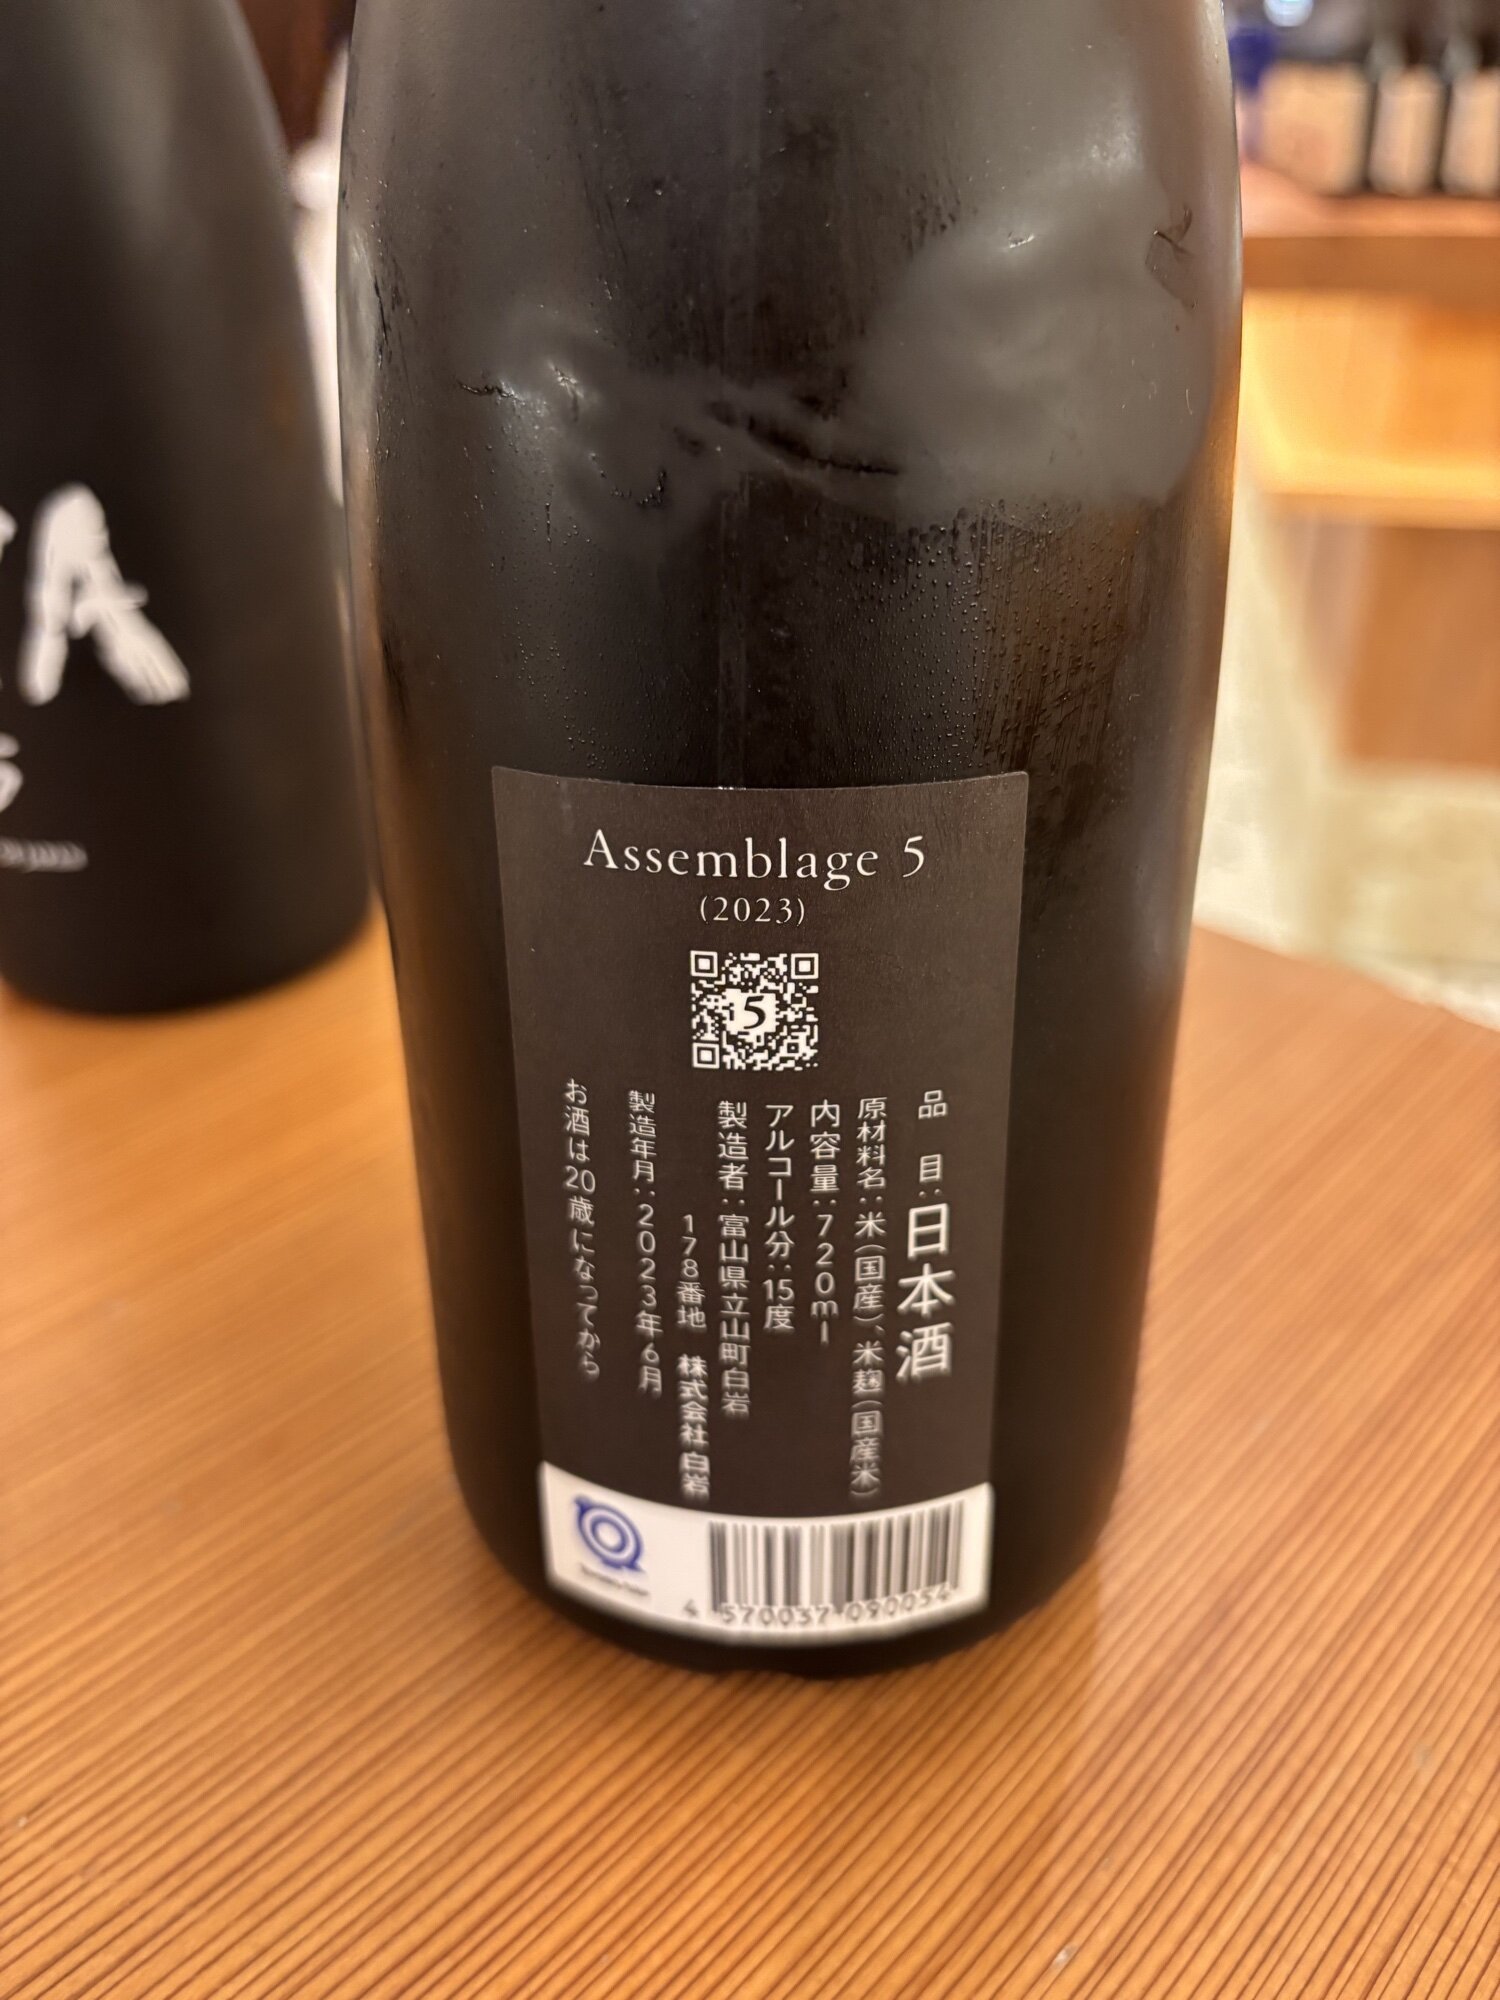 Assemblage 5
(2023)
5
品 目:日本酒
原材料名:米(国産)、米麹(国産米)
内容量:720ml
アルコール分:15度
製造者:富山県立山町白岩
178番地 株式会社 白岩
製造年月:2023年6月
お酒は20歳になってから
4 570037 090054
A
5